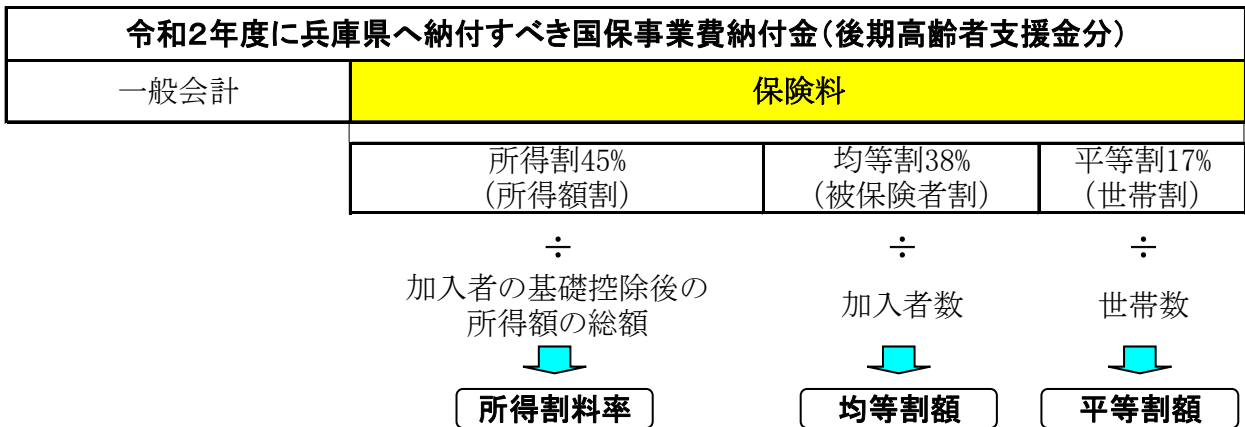 令和2年度に兵庫県へ納付すべき国保事業費納付金(後期高齢者支援金分)
一般会計 保険料
所得割45% 均等割38% 平等割17%
(所得額割) (被保険者割) (世帯割)
÷ ÷ ÷
加入者の基礎控除後の
所得額の総額 加入者数 世帯数
所得割料率 均等割額 平等割額